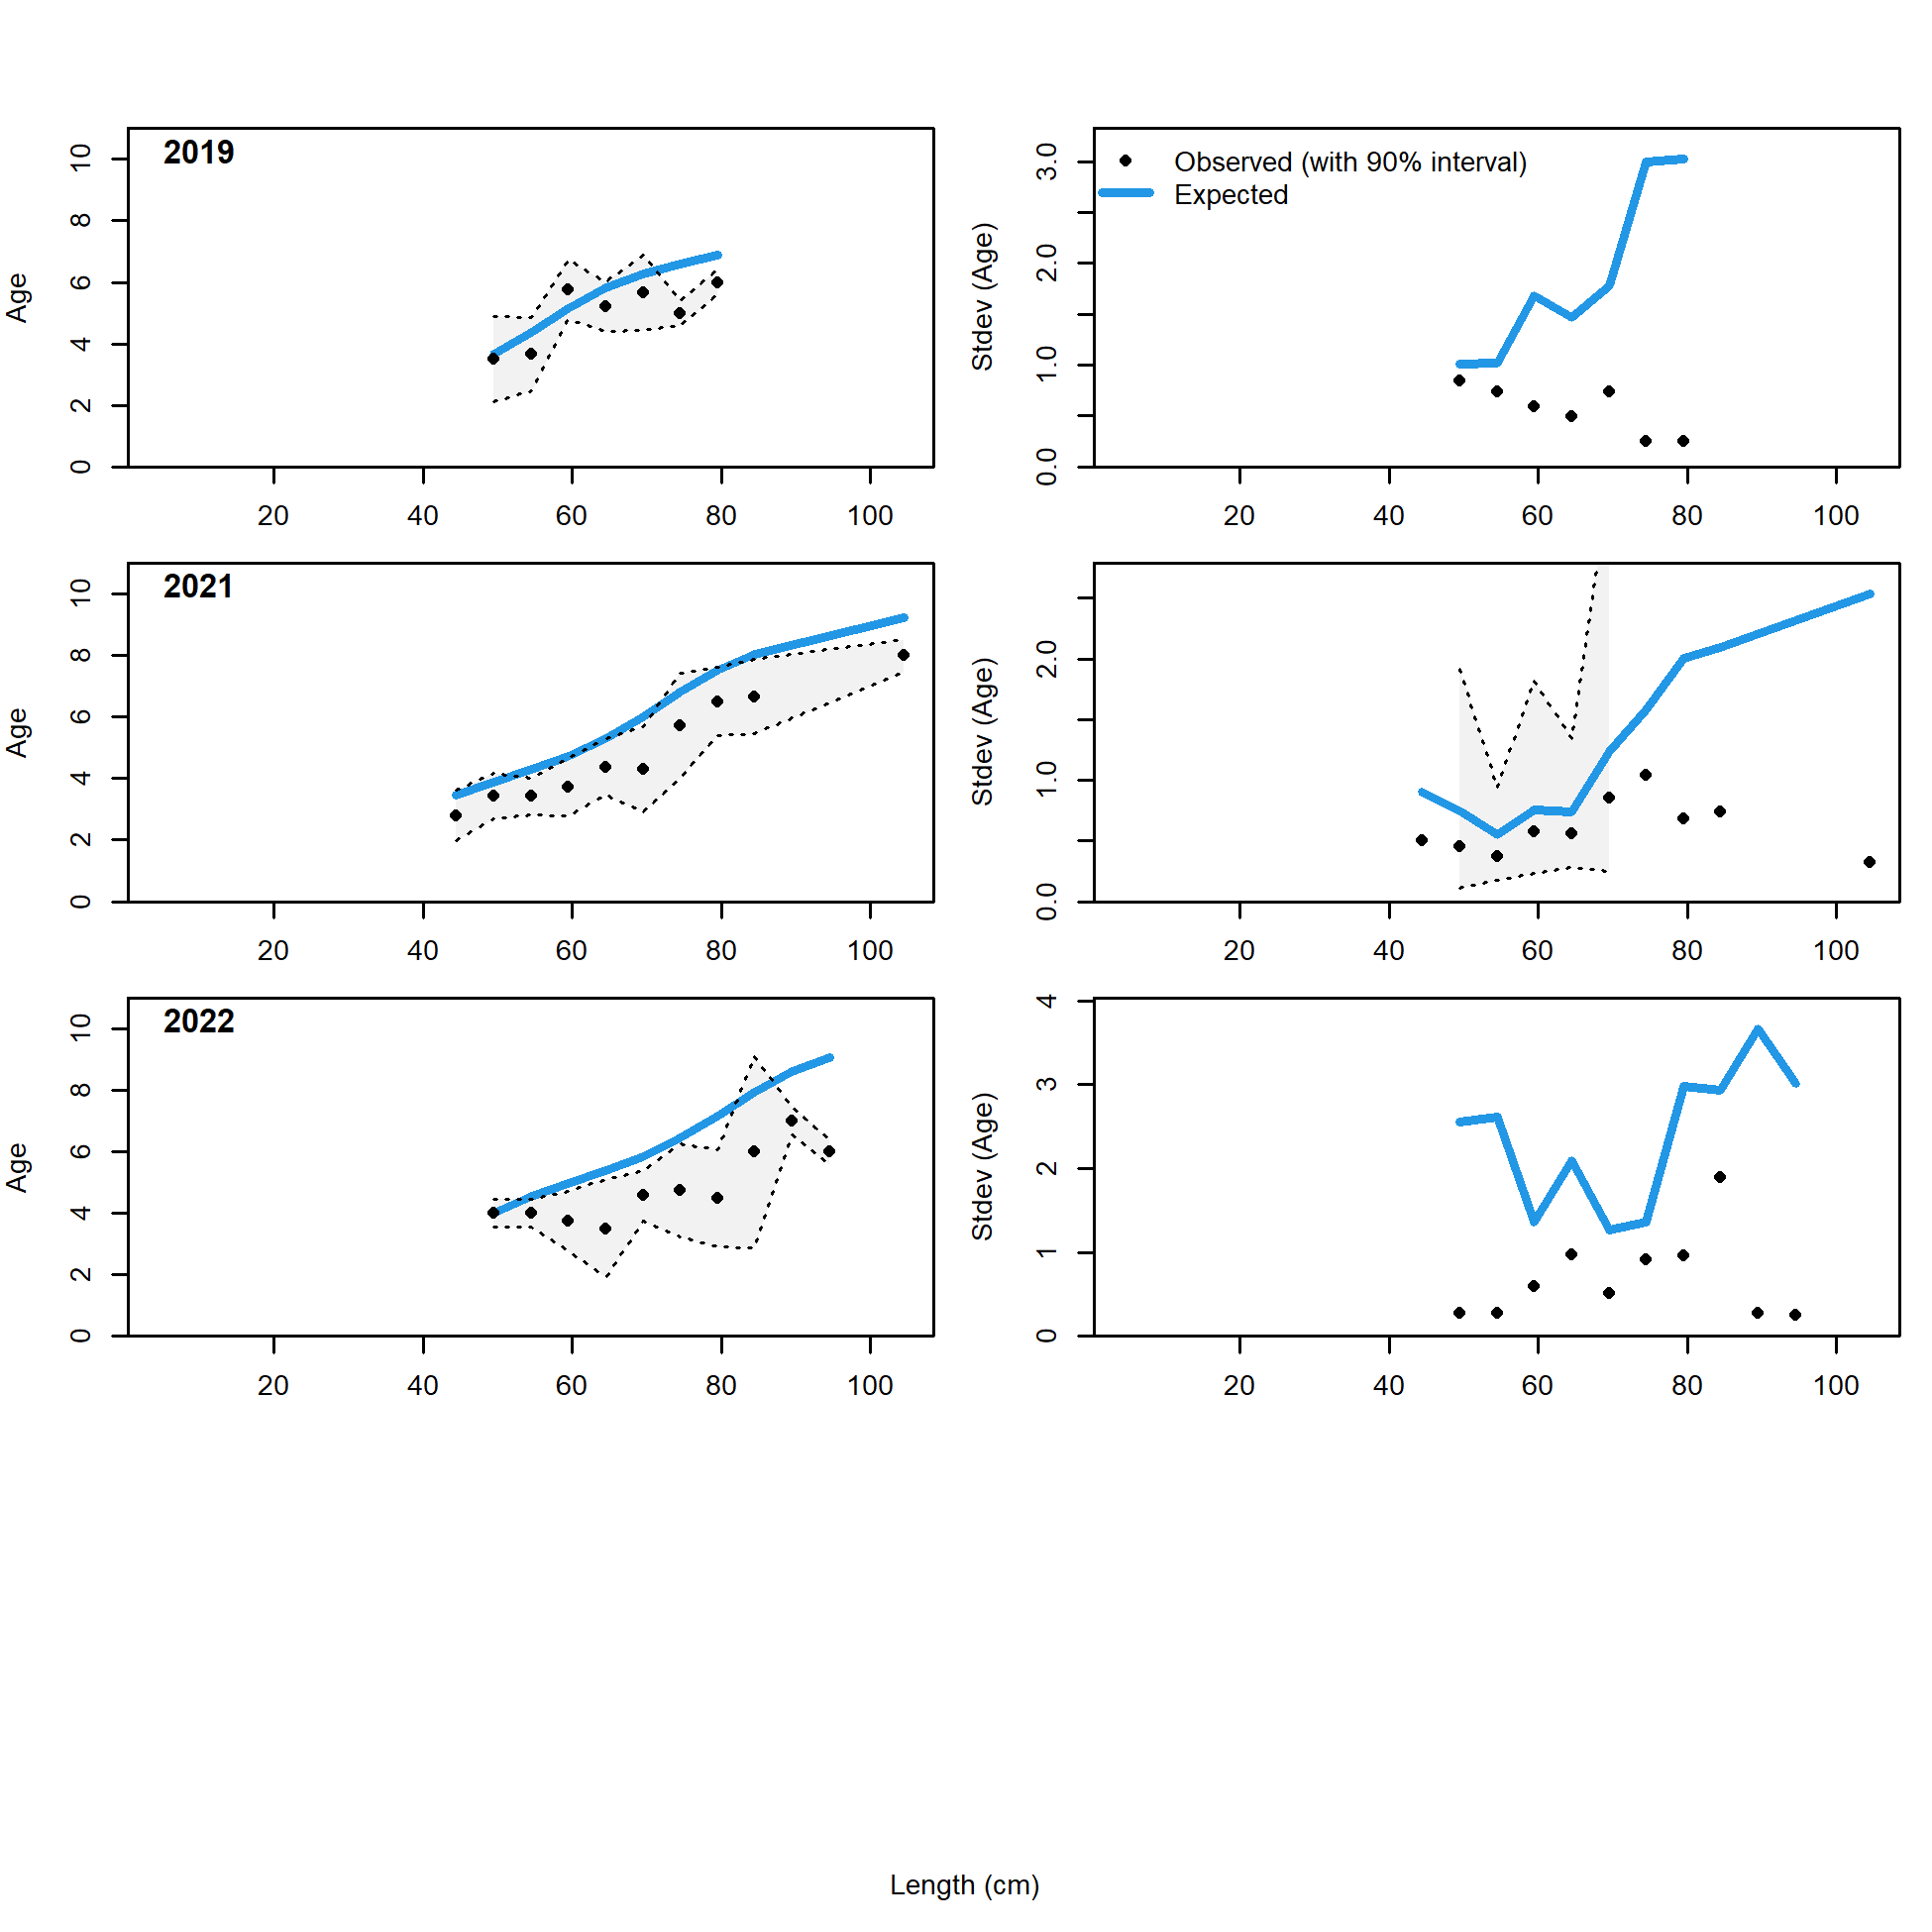 2019
Age
0 2 4 6 8 10
20 40 60 80 100
Observed (with 90% interval)
Expected
Stdev (Age)
0.0 1.0 2.0 3.0
20 40 60 80 100
2021
Age
0 2 4 6 8 10
20 40 60 80 100
Stdev (Age)
0.0 1.0 2.0
20 40 60 80 100
2022
Age
0 2 4 6 8 10
20 40 60 80 100
Stdev (Age)
0 1 2 3 4
20 40 60 80 100
Length (cm)